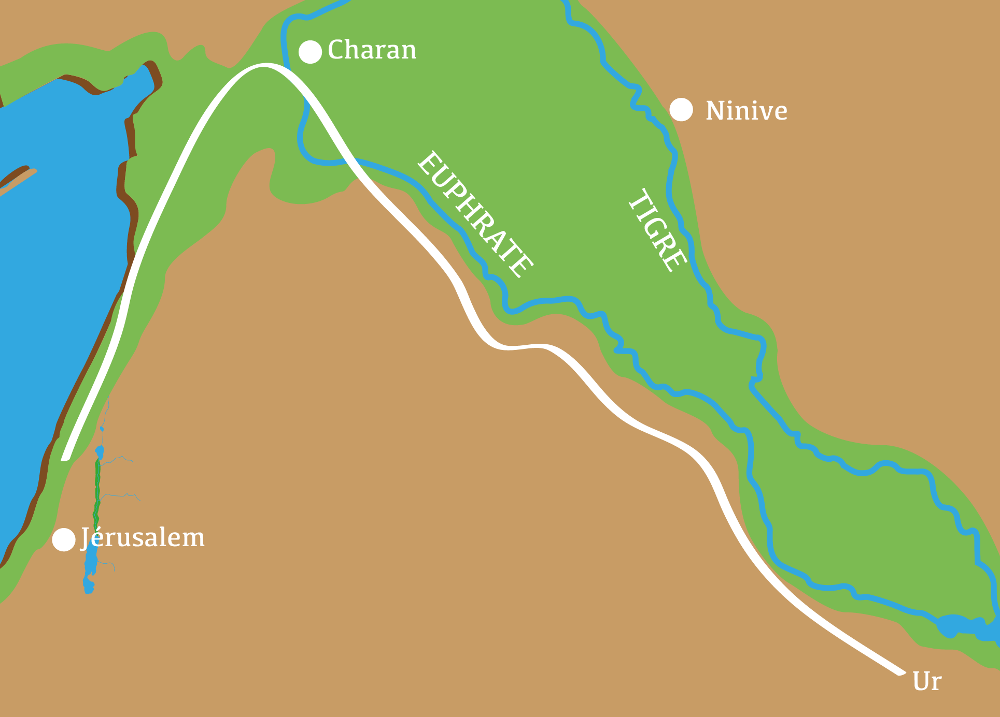 Charan
Ninive
EUPHRATE
TIGRE
Jérusalem
Ur